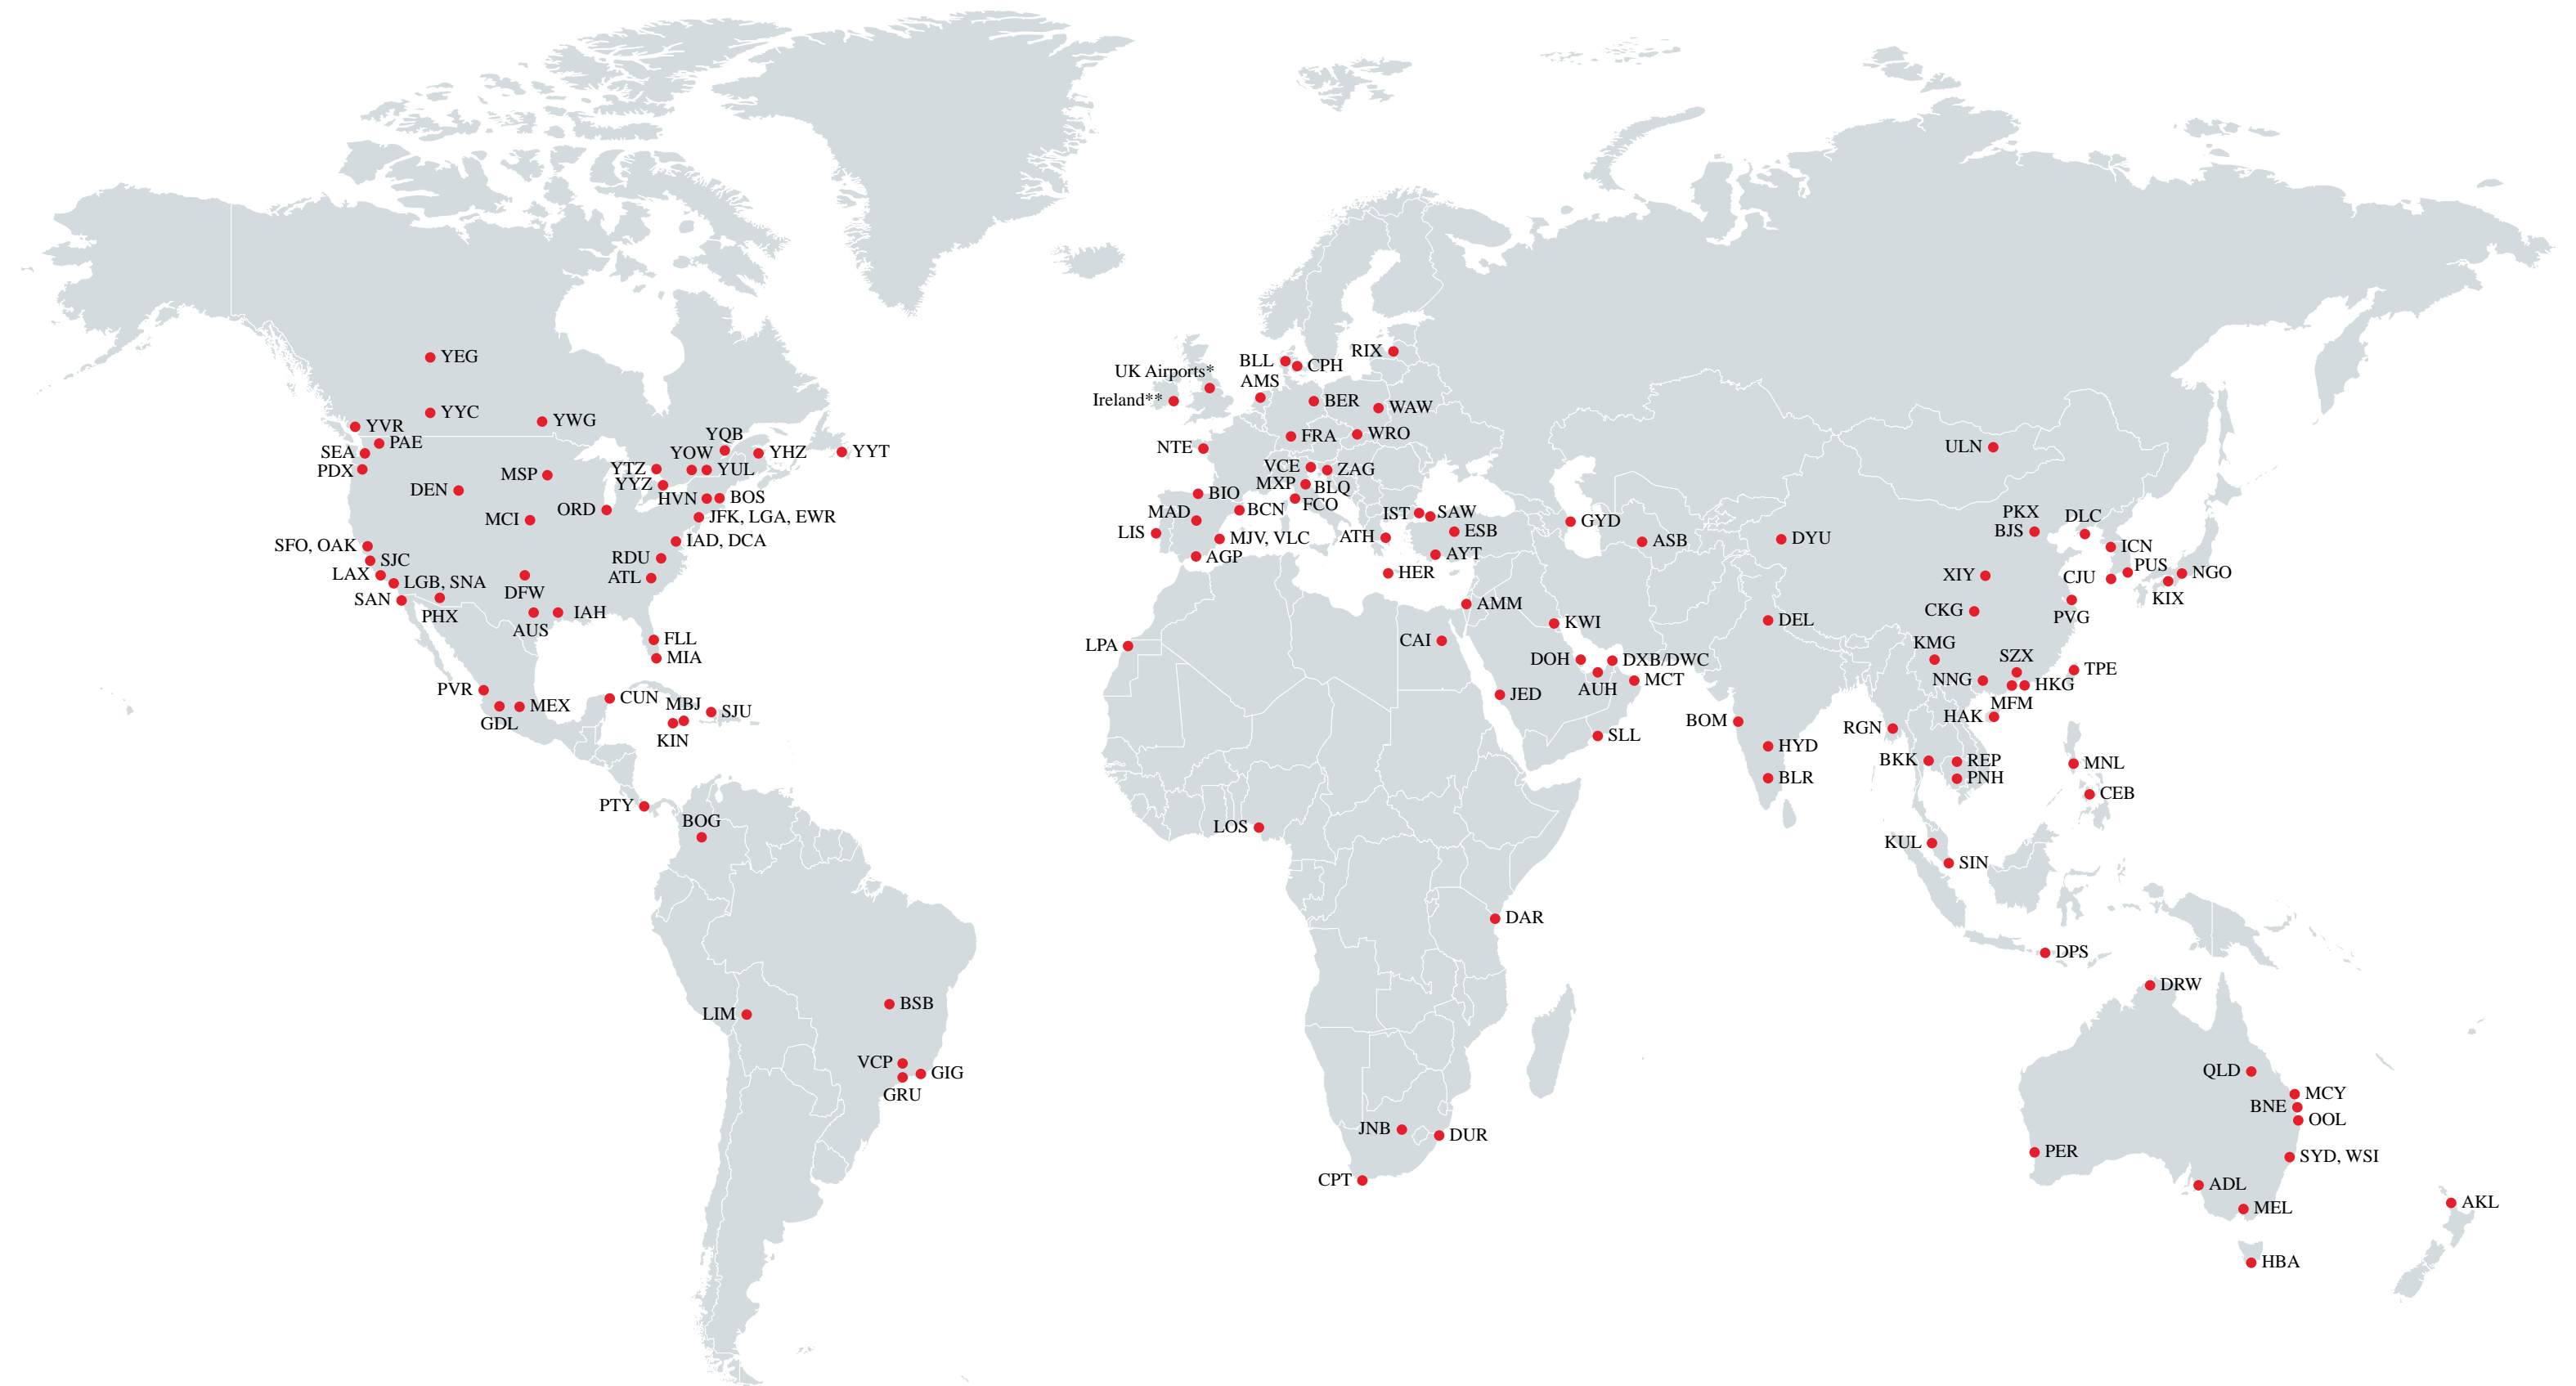 YEG
YYC
YWG
YVR
PAE
SEA
PDX
YQB
YOW
YUL
YHZ
YYT
YTZ
YYZ
MSP
DEN
HVN
BOS
ORD
MCI
JFK, LGA, EWR
IAD, DCA
SFO, OAK
SJC
LAX
LGB, SNA
SAN
PHX
DFW
AUS
IAH
RDU
ATL
FLL
MIA
PVR
GDL
MEX
CUN
MBJ
KIN
SJU
PTY
BOG
LIM
BSB
VCP
GRU
GIG
UK Airports*
Ireland**
BLL
CPH
RIX
AMS
BER
WAW
NTE
FRA
WRO
VCE
ZAG
MXP
BLQ
FCO
BIO
BCN
MAD
LIS
MJV, VLC
AGP
IST
SAW
ESB
ATH
AYT
HER
GYD
ASB
DYU
AMM
KWI
CAI
LPA
DOH
DXB/DWC
AUH
MCT
JED
SLL
LOS
DAR
JNB
DUR
CPT
DEL
BOM
HYD
BLR
ULN
PKX
BJS
DLC
ICN
PUS
CJU
NGO
KIX
XIY
CKG
PVG
KMG
SZX
NNG
HKG
MFM
TPE
HAK
RGN
BKK
REP
PNH
MNL
CEB
KUL
SIN
DPS
DRW
QLD
MCY
BNE
OOL
PER
SYD, WSI
ADL
MEL
AKL
HBA